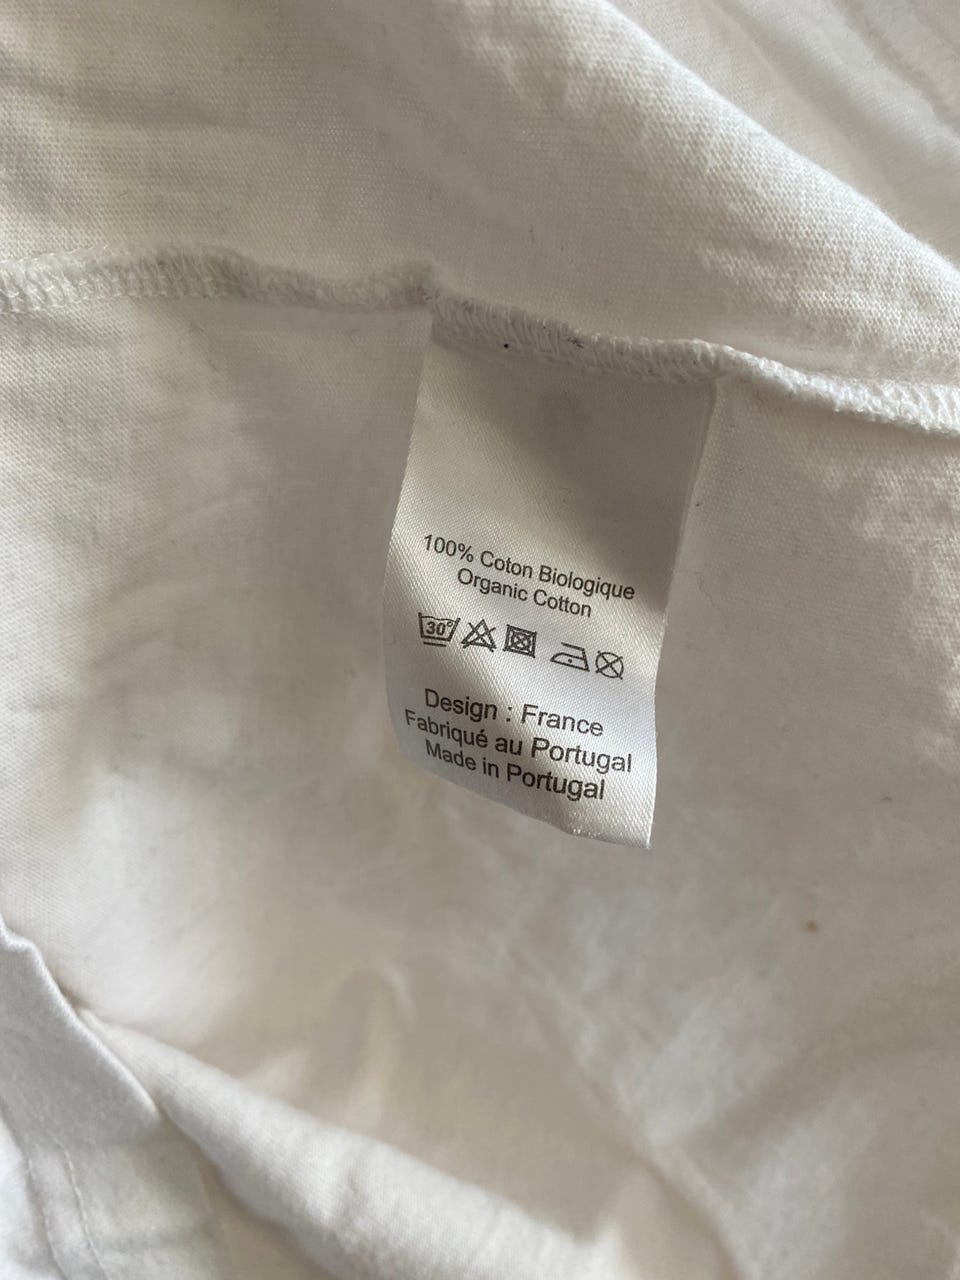 100% Coton Biologique
Organic Cotton
30°
Design : France
Fabriqué au Portugal
Made in Portugal